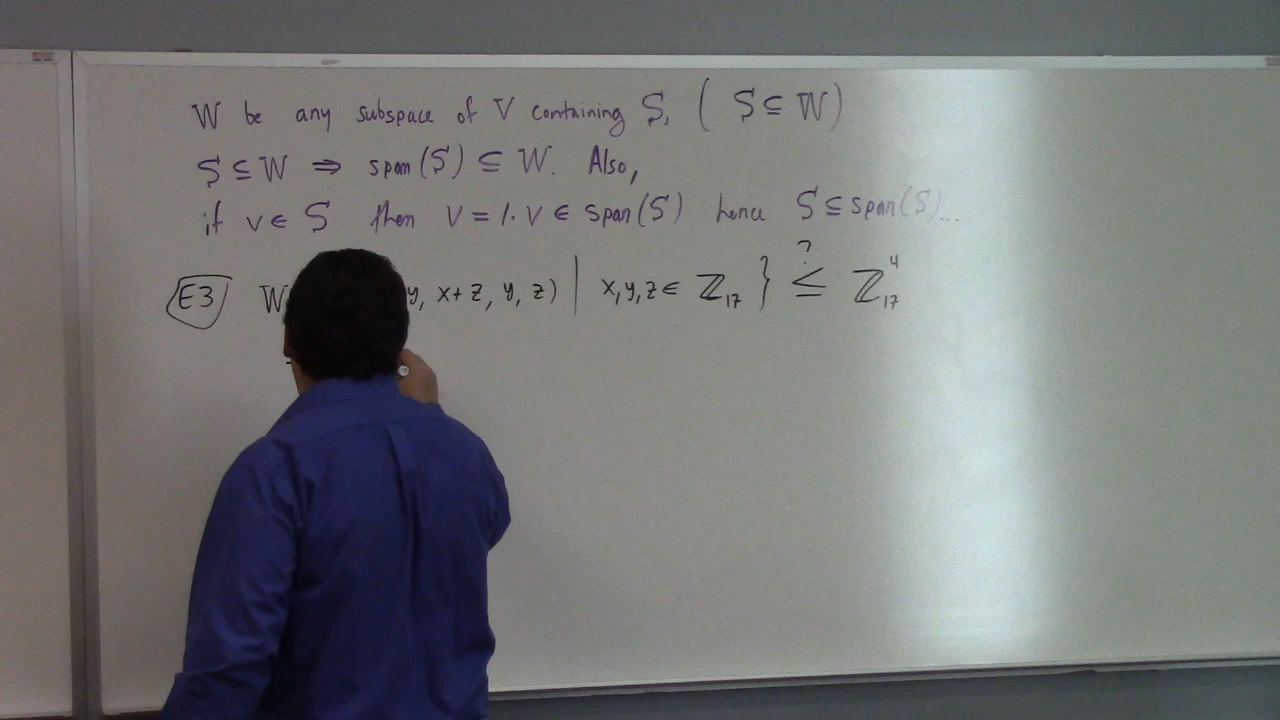 W be any subspace of V containing S, ( S ⊆ W )
S ⊆ W ⇒ span(S) ⊆ W. Also,
if v ∈ S then v = 1·v ∈ span(S) hence S ⊆ span(S)...
?
E3 W y, x+z, y, z) | x,y,z ∈ ℤ₁₇ } ≤ ℤ₁₇⁴